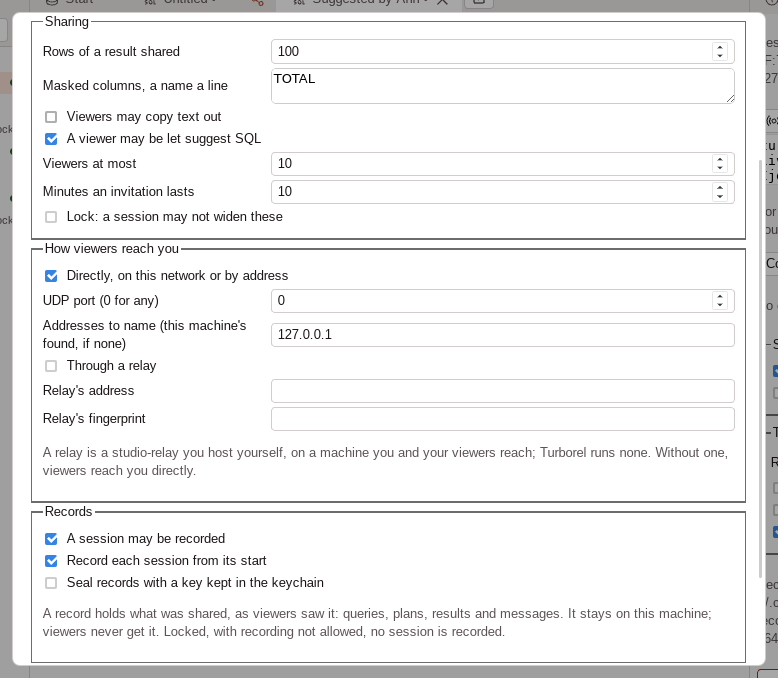 Start
Untitled
Suggested by Ann
Sharing
Rows of a result shared
100
Masked columns, a name a line
TOTAL
Viewers may copy text out
A viewer may be let suggest SQL
Viewers at most
10
Minutes an invitation lasts
10
Lock: a session may not widen these
How viewers reach you
Directly, on this network or by address
UDP port (0 for any)
0
Addresses to name (this machine's
found, if none)
127.0.0.1
Through a relay
Relay's address
Relay's fingerprint
A relay is a studio-relay you host yourself, on a machine you and your viewers reach; Turborel runs none. Without one,
viewers reach you directly.
Records
A session may be recorded
Record each session from its start
Seal records with a key kept in the keychain
A record holds what was shared, as viewers saw it: queries, plans, results and messages. It stays on this machine;
viewers never get it. Locked, with recording not allowed, no session is recorded.